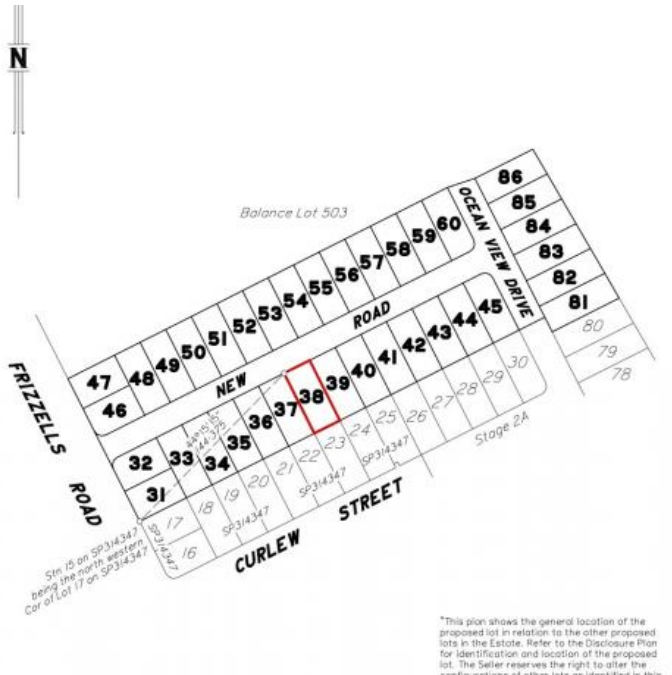 N
Balance Lot 503
OCEAN VIEW DRIVE
86
85
84
83
82
81
80
79
78
47 48 49 50 51 52 53 54 55 56 57 58 59 60
46
NEW ROAD
32 33 34 35 36 37 38 39 40 41 42 43 44 45
31
17 18 19 20 21 22 23 24 25 26 27 28 29 30
16
SP314347
SP314347
SP314347
SP314347
Stage 2A
FRIZZELLS ROAD
CURLEW STREET
Stn 15 on SP314347
being the north western
Cor of Lot 17 on SP314347
*This plan shows the general location of the
proposed lot in relation to the other proposed
lots in the Estate. Refer to the Disclosure Plan
for identification and location of the proposed
lot. The Seller reserves the right to alter the